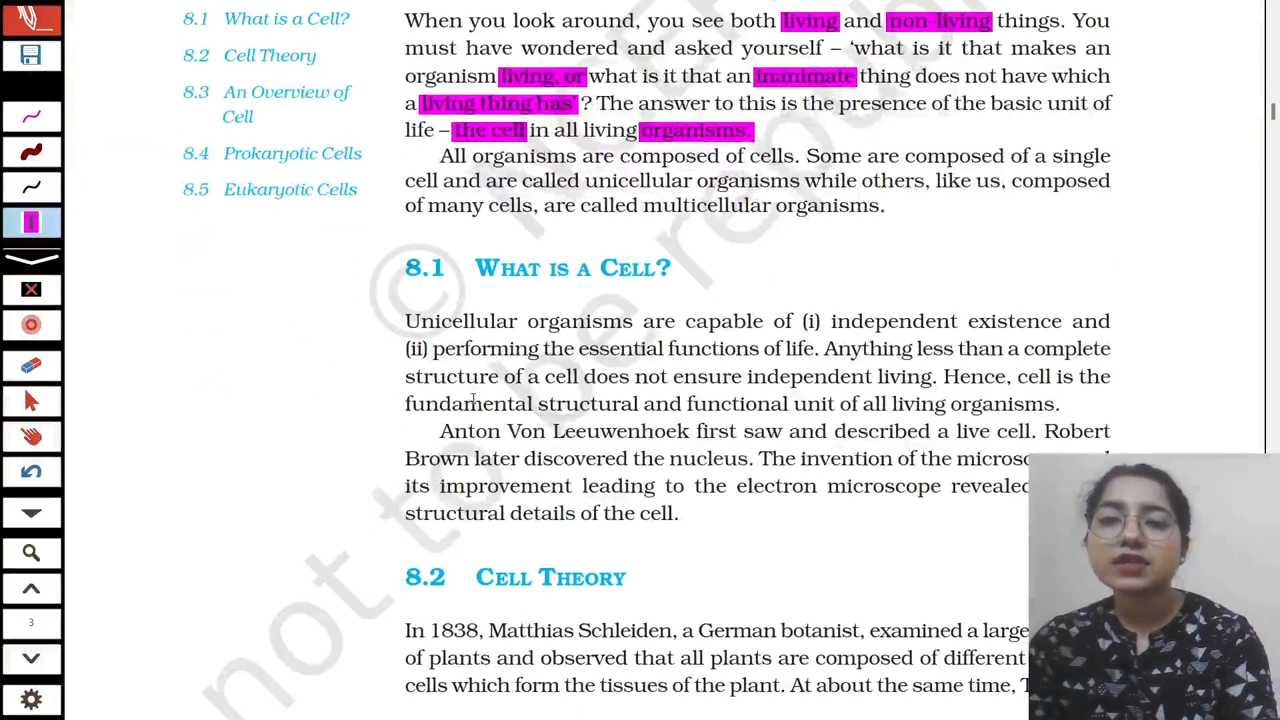 8.1 What is a Cell?
8.2 Cell Theory
8.3 An Overview of
Cell
8.4 Prokaryotic Cells
8.5 Eukaryotic Cells
When you look around, you see both living and non-living things. You
must have wondered and asked yourself – ‘what is it that makes an
organism living, or what is it that an inanimate thing does not have which
a living thing has’ ? The answer to this is the presence of the basic unit of
life – the cell in all living organisms.
All organisms are composed of cells. Some are composed of a single
cell and are called unicellular organisms while others, like us, composed
of many cells, are called multicellular organisms.
8.1 What is a Cell?
Unicellular organisms are capable of (i) independent existence and
(ii) performing the essential functions of life. Anything less than a complete
structure of a cell does not ensure independent living. Hence, cell is the
fundamental structural and functional unit of all living organisms.
Anton Von Leeuwenhoek first saw and described a live cell. Robert
Brown later discovered the nucleus. The invention of the
its improvement leading to the electron microscope revealed
structural details of the cell.
8.2 Cell Theory
In 1838, Matthias Schleiden, a German botanist, examined a large
of plants and observed that all plants are composed of different
cells which form the tissues of the plant. At about the same time,
3
not to be